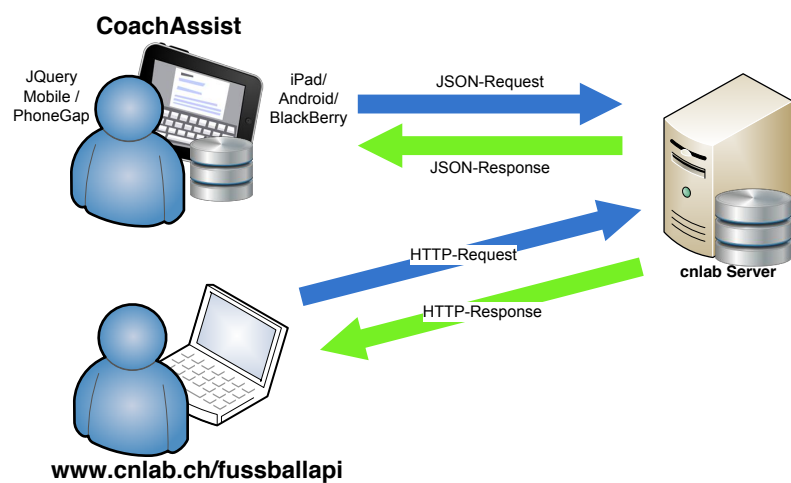 CoachAssist
JQuery
Mobile /
PhoneGap
iPad/
Android/
BlackBerry
JSON-Request
JSON-Response
HTTP-Request
cnlab Server
HTTP-Response
www.cnlab.ch/fussballapi